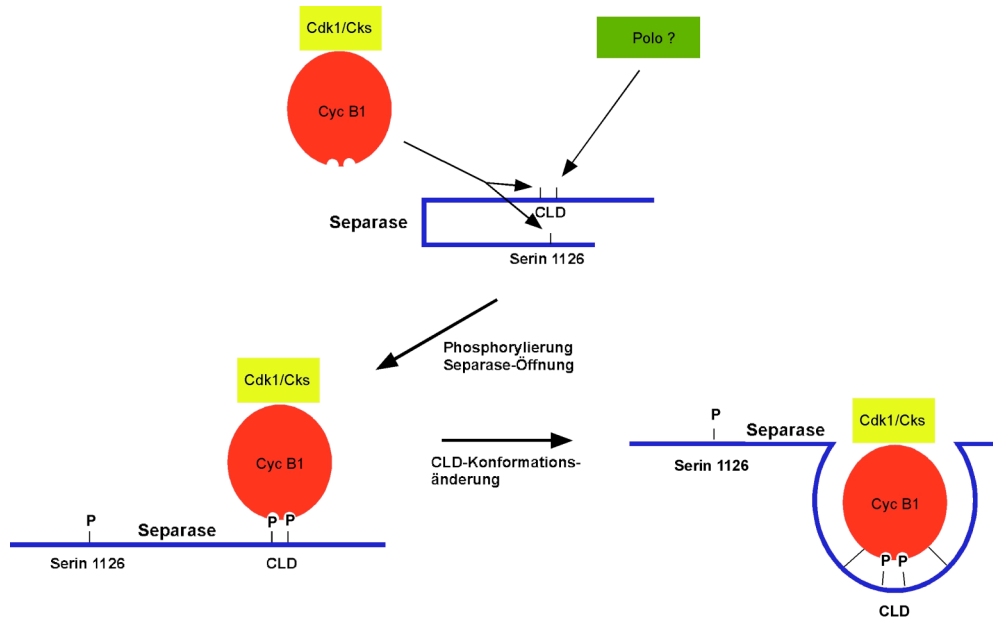 Cdk1/Cks
Polo ?
Cyc B1
CLD
Separase
Serin 1126
Phosphorylierung
Separase-Öffnung
Cdk1/Cks
Cyc B1
P
P P
Separase
Serin 1126
CLD
CLD-Konformations-
änderung
P
Separase
Cdk1/Cks
Serin 1126
Cyc B1
P P
CLD